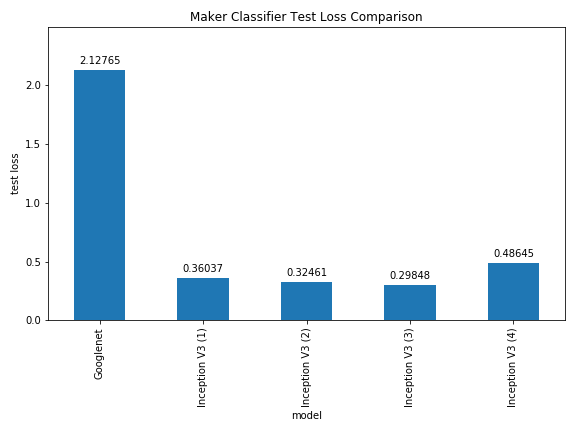 Maker Classifier Test Loss Comparison
2.12765
0.36037
0.32461
0.29848
0.48645
2.0
1.5
1.0
0.5
0.0
test loss
Googlenet
Inception V3 (1)
Inception V3 (2)
Inception V3 (3)
Inception V3 (4)
model